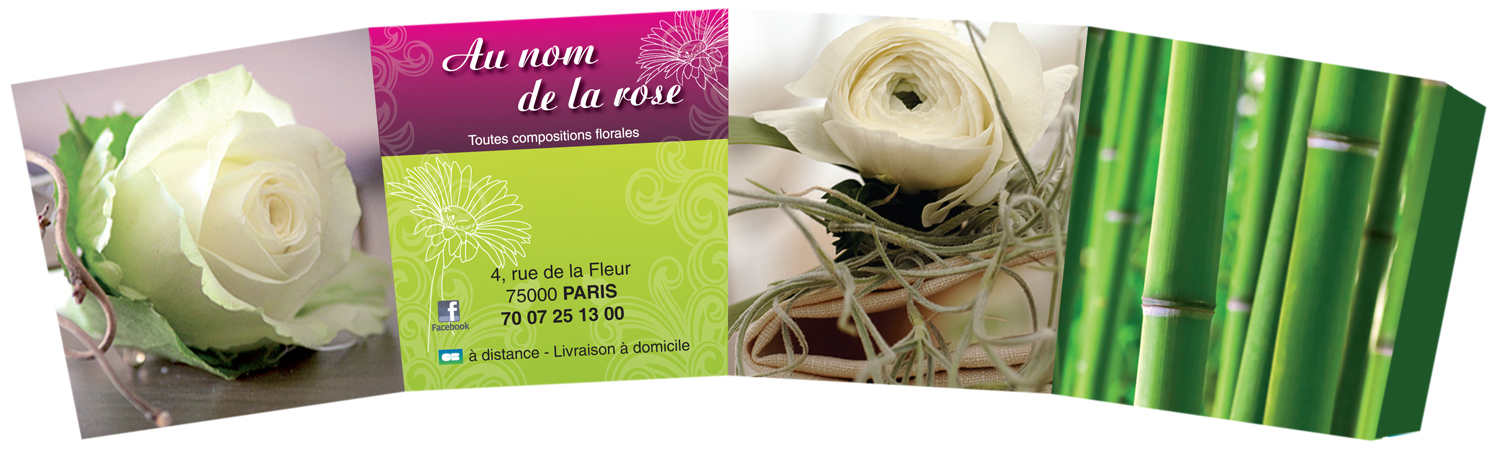 Au nom
de la rose
Toutes compositions florales
4, rue de la Fleur
75000 PARIS
70 07 25 13 00
f
Facebook
CB
à distance - Livraison à domicile